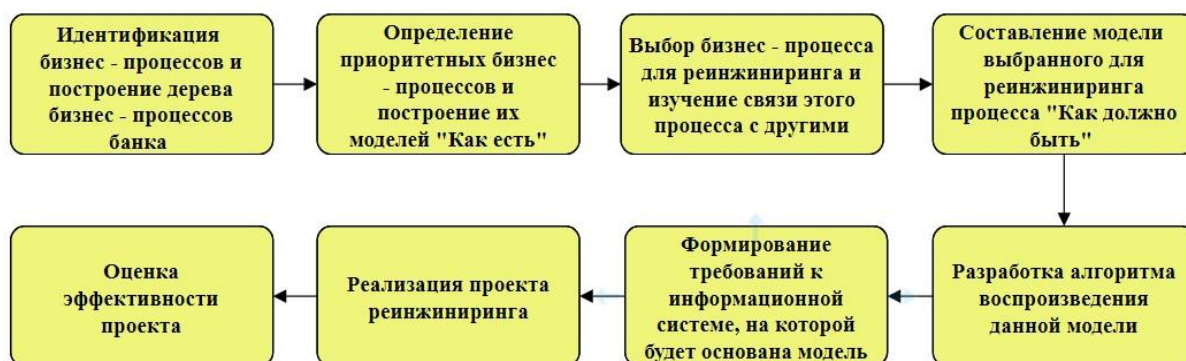 Идентификация
бизнес - процессов и
построение дерева
бизнес - процессов
банка
Определение
приоритетных бизнес
- процессов и
построение их
моделей "Как есть"
Выбор бизнес - процесса
для реинжиниринга и
изучение связи этого
процесса с другими
Составление модели
выбранного для
реинжиниринга
процесса "Как должно
быть"
Разработка алгоритма
воспроизведения
данной модели
Формирование
требований к
информационной
системе, на которой
будет основана модель
Реализация проекта
реинжиниринга
Оценка
эффективности
проекта